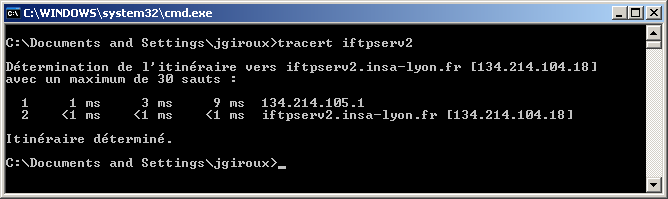 C:\WINDOWS\system32\cmd.exe
C:\Documents and Settings\jgiroux>tracert iftpserv2
Détermination de l'itinéraire vers iftpserv2.insa-lyon.fr [134.214.104.18]
avec un maximum de 30 sauts :
1 1 ms 3 ms 9 ms 134.214.105.1
2 <1 ms <1 ms <1 ms iftpserv2.insa-lyon.fr [134.214.104.18]
Itinéraire déterminé.
C:\Documents and Settings\jgiroux>_